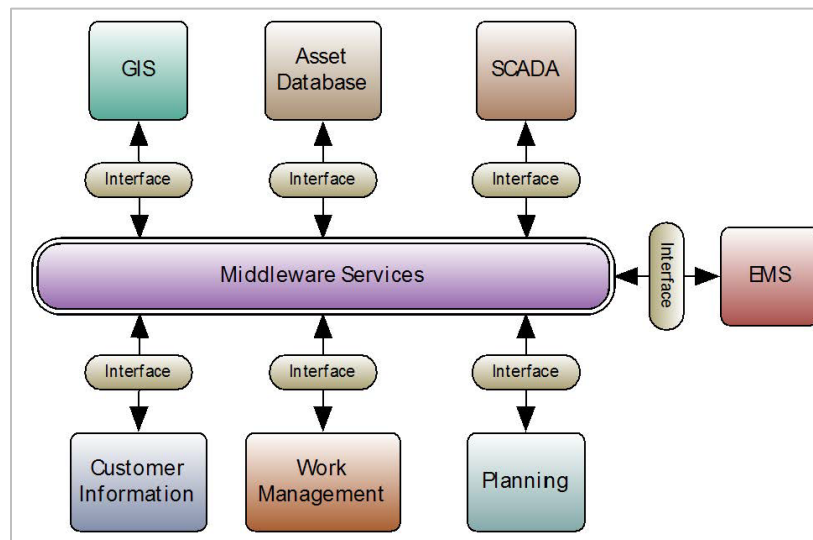 GIS
Asset
Database
SCADA
Interface
Interface
Interface
Middleware Services
Interface
EMS
Interface
Interface
Interface
Customer
Information
Work
Management
Planning